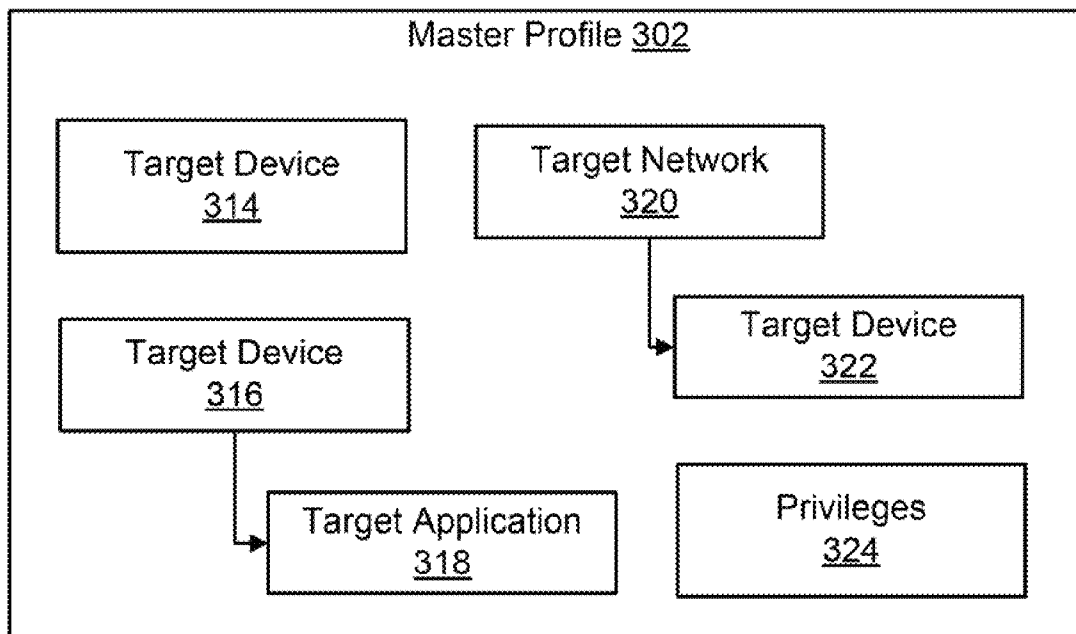 Master Profile 302
Target Device
314
Target Network
320
Target Device
316
Target Device
322
Target Application
318
Privileges
324